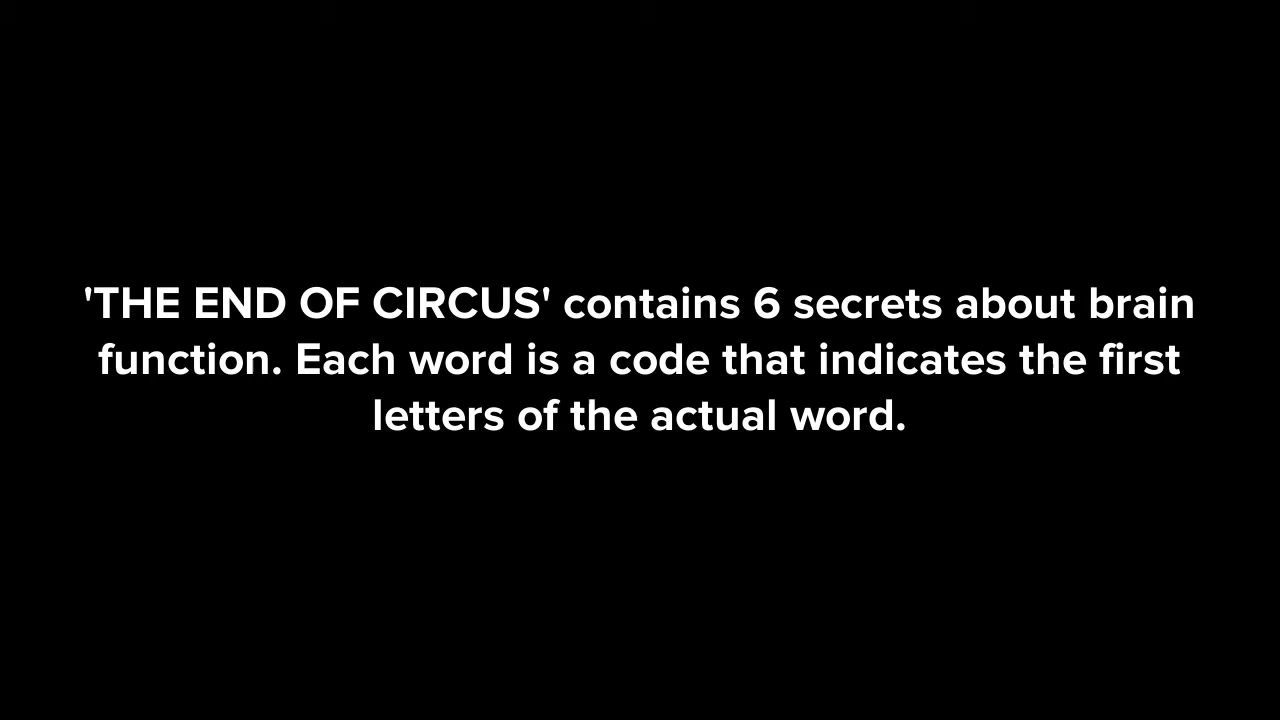 'THE END OF CIRCUS' contains 6 secrets about brain
function. Each word is a code that indicates the first
letters of the actual word.